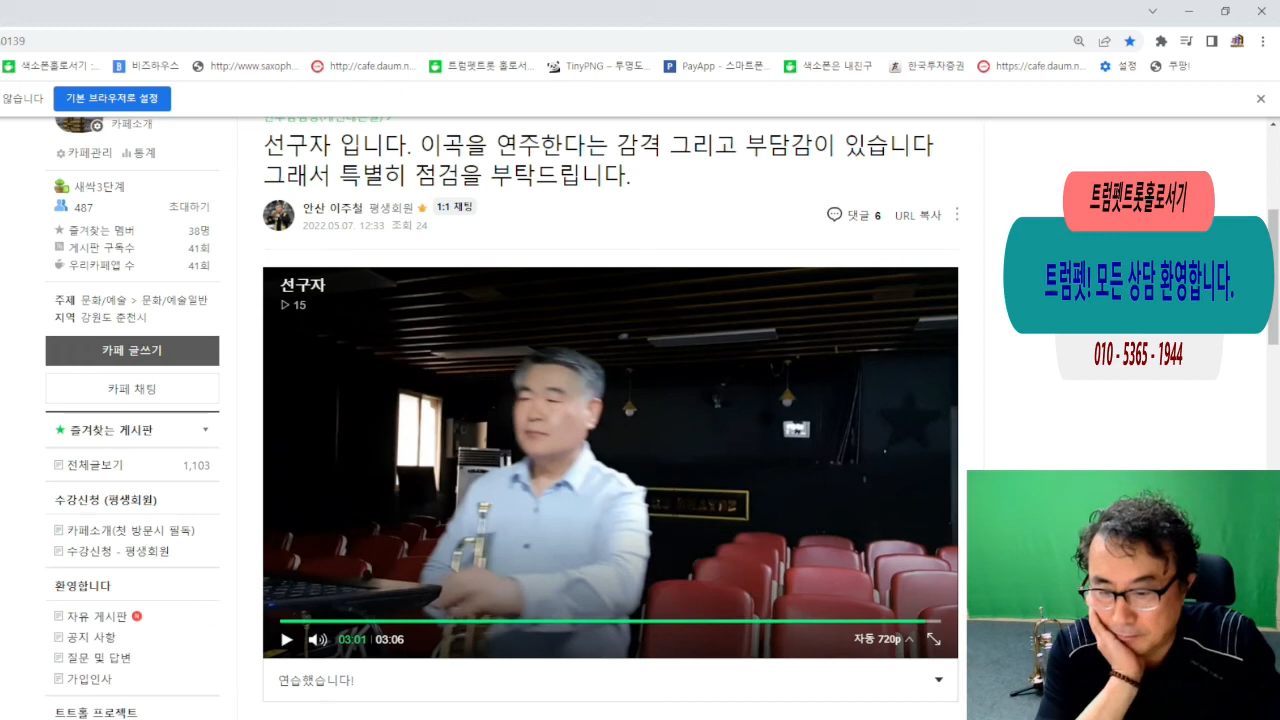 0139
색소폰홀로서기 :...
비즈하우스
http://www.saxoph...
http://cafe.daum.n...
트럼팻트롯 홀로서...
TinyPNG – 투명도...
PayApp - 스마트폰...
색소폰은 내친구
한국투자증권
https://cafe.daum.n...
설정
쿠팡!
않습니다
기본 브라우저로 설정
카페소개
카페관리
통계
새싹3단계
487
초대하기
즐겨찾는 멤버
38명
게시판 구독수
41회
우리카페앱 수
41회
주제 문화/예술 > 문화/예술일반
지역 강원도 춘천시
카페 글쓰기
카페 채팅
즐겨찾는 게시판
전체글보기
1,103
수강신청 (평생회원)
카페소개(첫 방문시 필독)
수강신청 - 평생회원
환영합니다
자유 게시판 N
공지 사항
질문 및 답변
가입인사
트트홀 프로젝트
선구자 입니다. 이곡을 연주한다는 감격 그리고 부담감이 있습니다
그래서 특별히 점검을 부탁드립니다.
안산 이주철 평생회원
1:1 채팅
2022.05.07. 12:33 조회 24
댓글 6
URL 복사
선구자
15
03:01
03:06
자동 720p
연습했습니다!
트럼펫트롯홀로서기
트럼펫! 모든 상담 환영합니다.
010 - 5365 - 1944